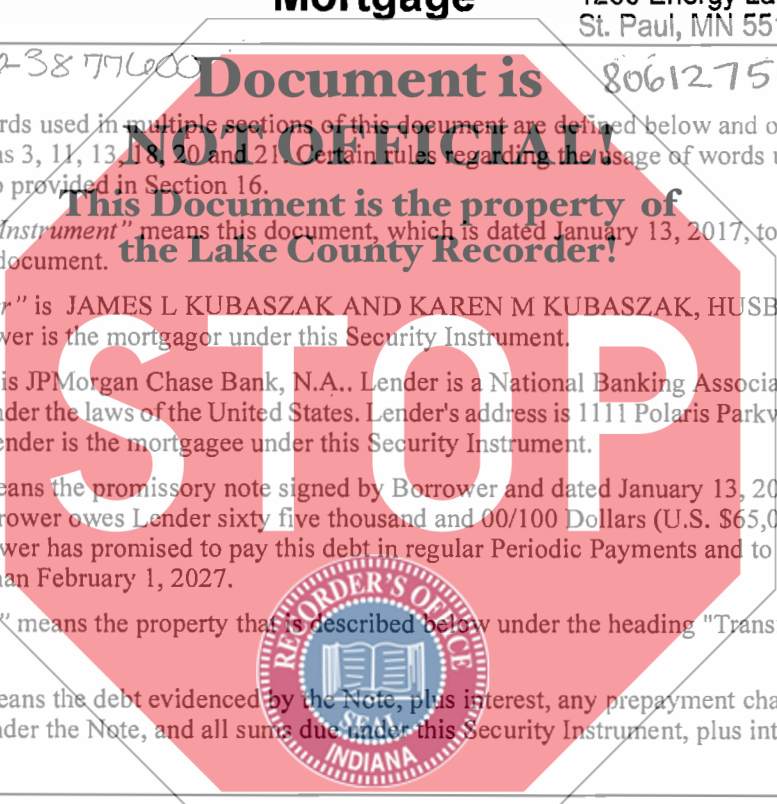 Mortgage
1200 Energy La
St. Paul, MN 551
2-38776600
8061275
Document is
NOT OFFICIAL!
This Document is the property of
the Lake County Recorder!
STOP
rds used in multiple sections of this document are defined below and o
ns 3, 11, 13, 18, 20 and 21. Certain rules regarding the usage of words u
o provided in Section 16.
Instrument" means this document, which is dated January 13, 2017, to
document.
r" is JAMES L KUBASZAK AND KAREN M KUBASZAK, HUSB
wer is the mortgagor under this Security Instrument.
is JPMorgan Chase Bank, N.A.. Lender is a National Banking Associa
nder the laws of the United States. Lender's address is 1111 Polaris Parkw
ender is the mortgagee under this Security Instrument.
eans the promissory note signed by Borrower and dated January 13, 20
rower owes Lender sixty five thousand and 00/100 Dollars (U.S. $65,0
wer has promised to pay this debt in regular Periodic Payments and to
han February 1, 2027.
" means the property that is described below under the heading "Trans
eans the debt evidenced by the Note, plus interest, any prepayment cha
nder the Note, and all sums due under this Security Instrument, plus int
RECORDER'S OFFICE
SEAL
INDIANA